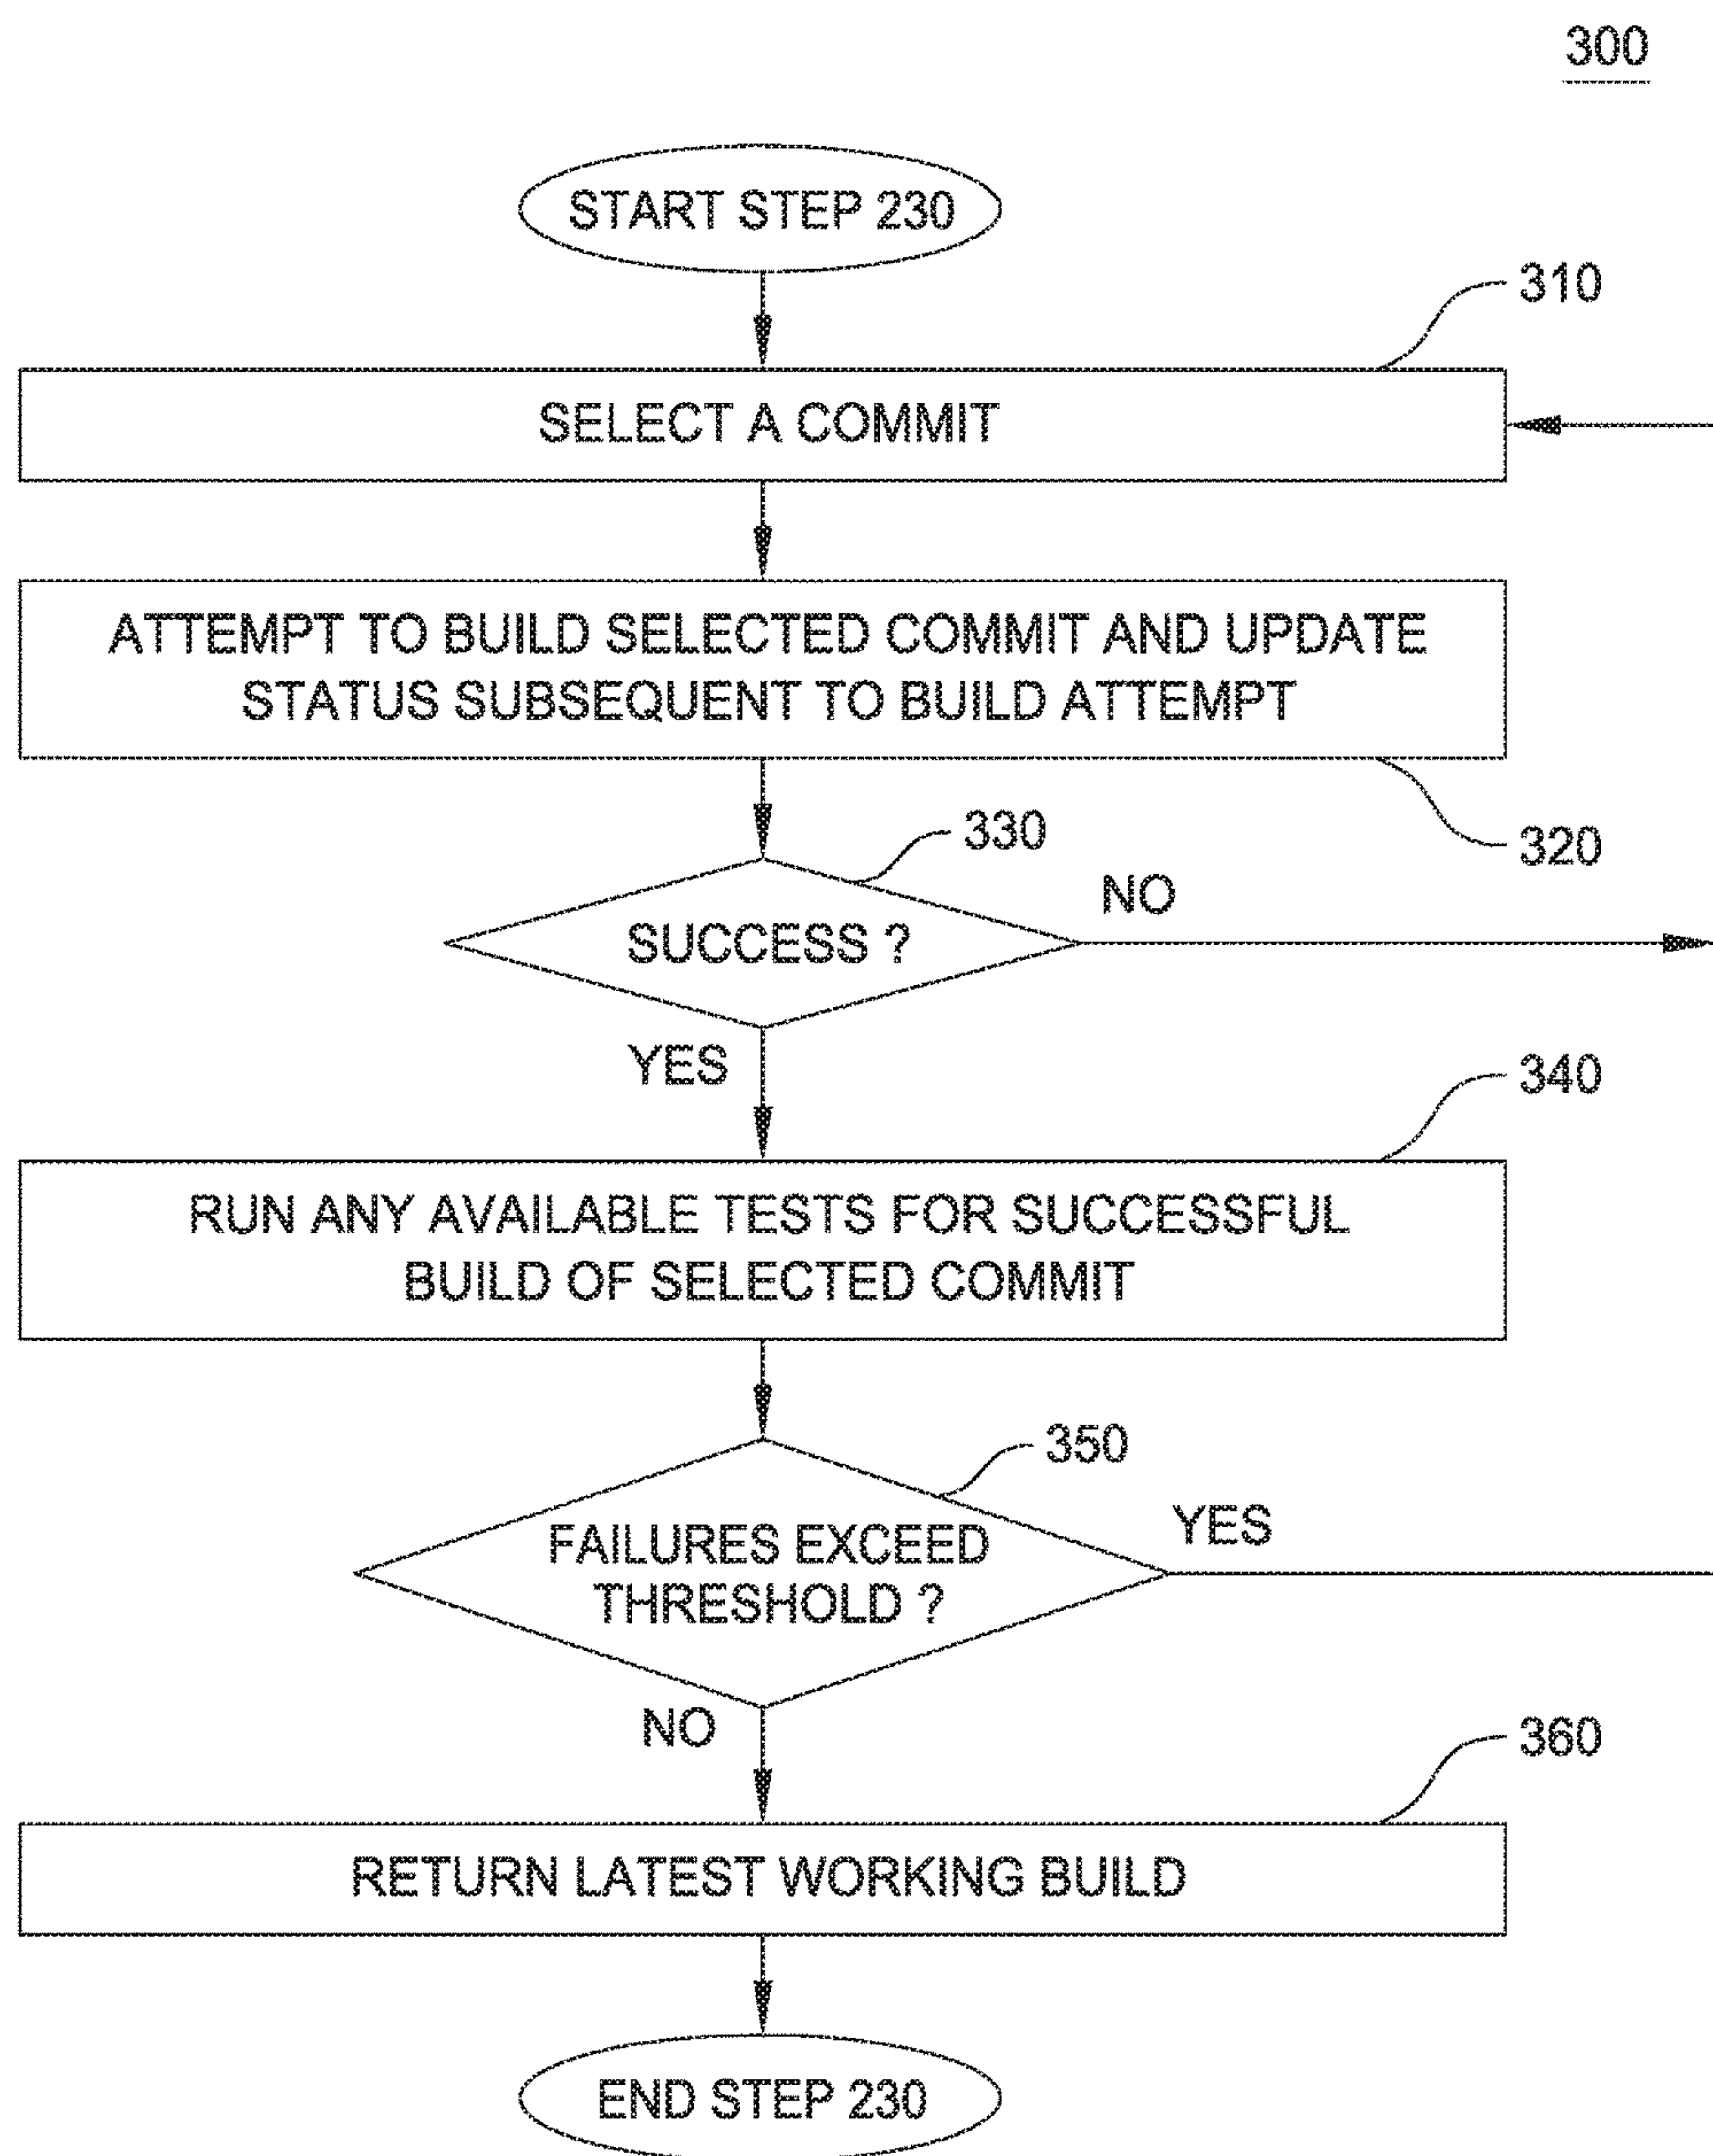 300
START STEP 230
310
SELECT A COMMIT
ATTEMPT TO BUILD SELECTED COMMIT AND UPDATE
STATUS SUBSEQUENT TO BUILD ATTEMPT
320
330
NO
SUCCESS ?
YES
340
RUN ANY AVAILABLE TESTS FOR SUCCESSFUL
BUILD OF SELECTED COMMIT
350
YES
FAILURES EXCEED
THRESHOLD ?
NO
360
RETURN LATEST WORKING BUILD
END STEP 230